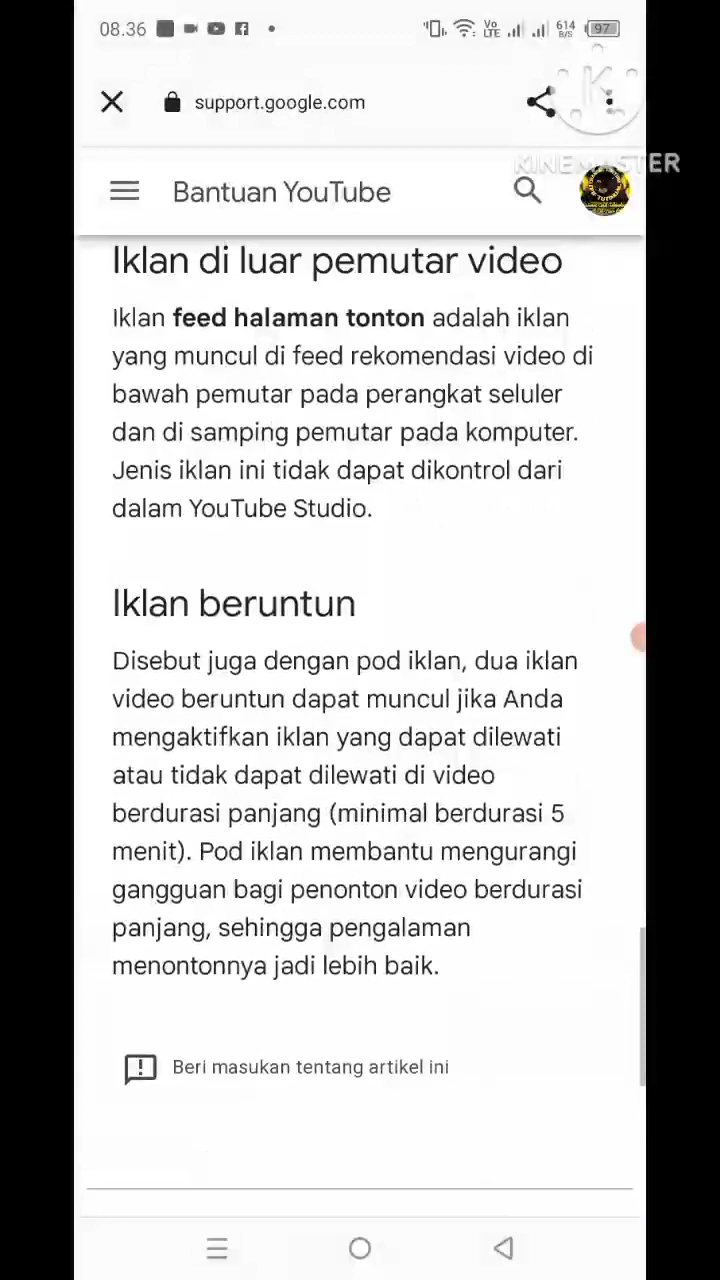 08.36
Vo
LTE
614
B/S
97
support.google.com
K
KINEMASTER
Bantuan YouTube
Iklan di luar pemutar video
Iklan feed halaman tonton adalah iklan
yang muncul di feed rekomendasi video di
bawah pemutar pada perangkat seluler
dan di samping pemutar pada komputer.
Jenis iklan ini tidak dapat dikontrol dari
dalam YouTube Studio.
Iklan beruntun
Disebut juga dengan pod iklan, dua iklan
video beruntun dapat muncul jika Anda
mengaktifkan iklan yang dapat dilewati
atau tidak dapat dilewati di video
berdurasi panjang (minimal berdurasi 5
menit). Pod iklan membantu mengurangi
gangguan bagi penonton video berdurasi
panjang, sehingga pengalaman
menontonnya jadi lebih baik.
Beri masukan tentang artikel ini